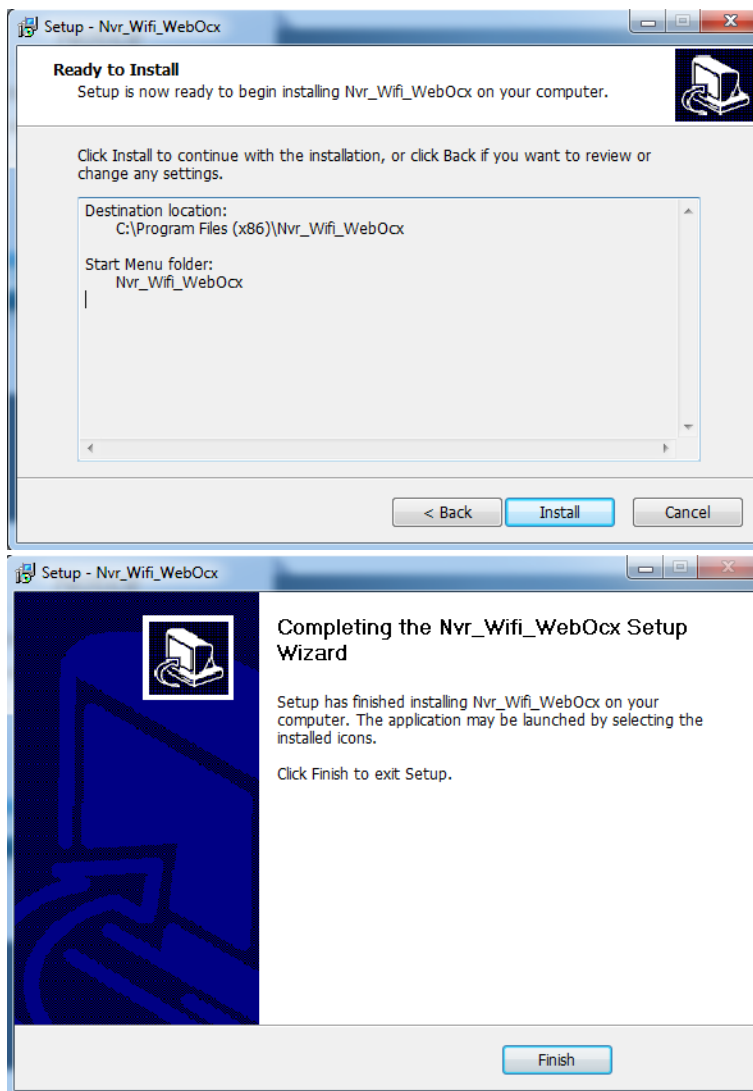 Setup - Nvr_Wifi_WebOcx
Ready to Install
Setup is now ready to begin installing Nvr_Wifi_WebOcx on your computer.
Click Install to continue with the installation, or click Back if you want to review or
change any settings.
Destination location:
C:\Program Files (x86)\Nvr_Wifi_WebOcx
Start Menu folder:
Nvr_Wifi_WebOcx
< Back
Install
Cancel
Setup - Nvr_Wifi_WebOcx
Completing the Nvr_Wifi_WebOcx Setup
Wizard
Setup has finished installing Nvr_Wifi_WebOcx on your
computer. The application may be launched by selecting the
installed icons.
Click Finish to exit Setup.
Finish